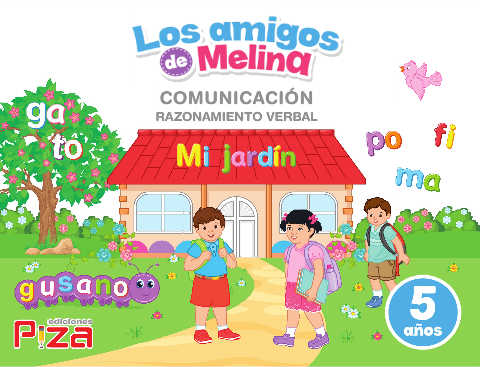 Los amigos
de Melina
COMUNICACIÓN
RAZONAMIENTO VERBAL
ga
to
Mi jardín
po
fi
ma
gusano
ediciones
PIZA
5
años